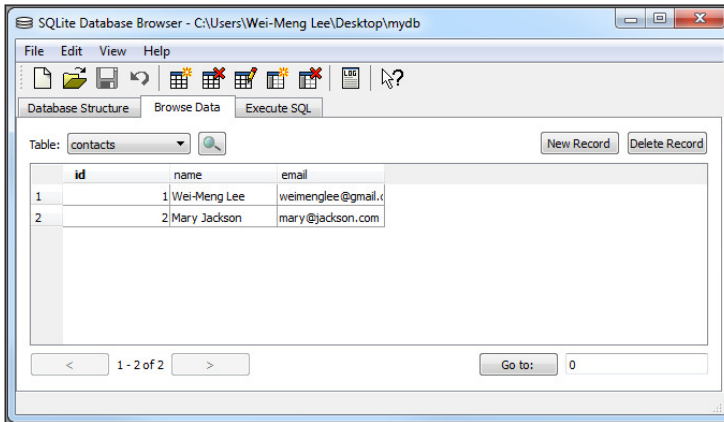 SQLite Database Browser - C:\Users\Wei-Meng Lee\Desktop\mydb
File Edit View Help
LOG
Database Structure Browse Data Execute SQL
Table: contacts New Record Delete Record
id name email
1 1 Wei-Meng Lee weimenglee@gmail.c
2 2 Mary Jackson mary@jackson.com
< 1 - 2 of 2 > Go to: 0